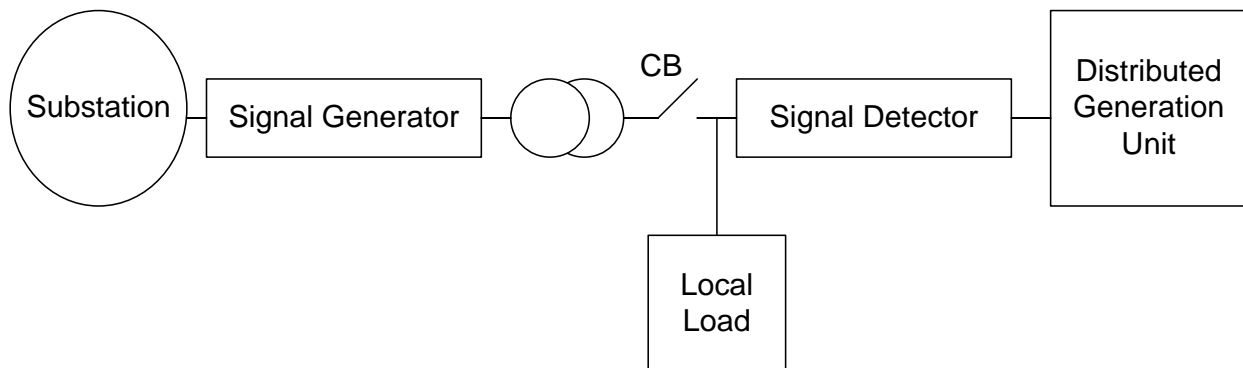 Substation
Signal Generator
CB
Signal Detector
Distributed
Generation
Unit
Local
Load